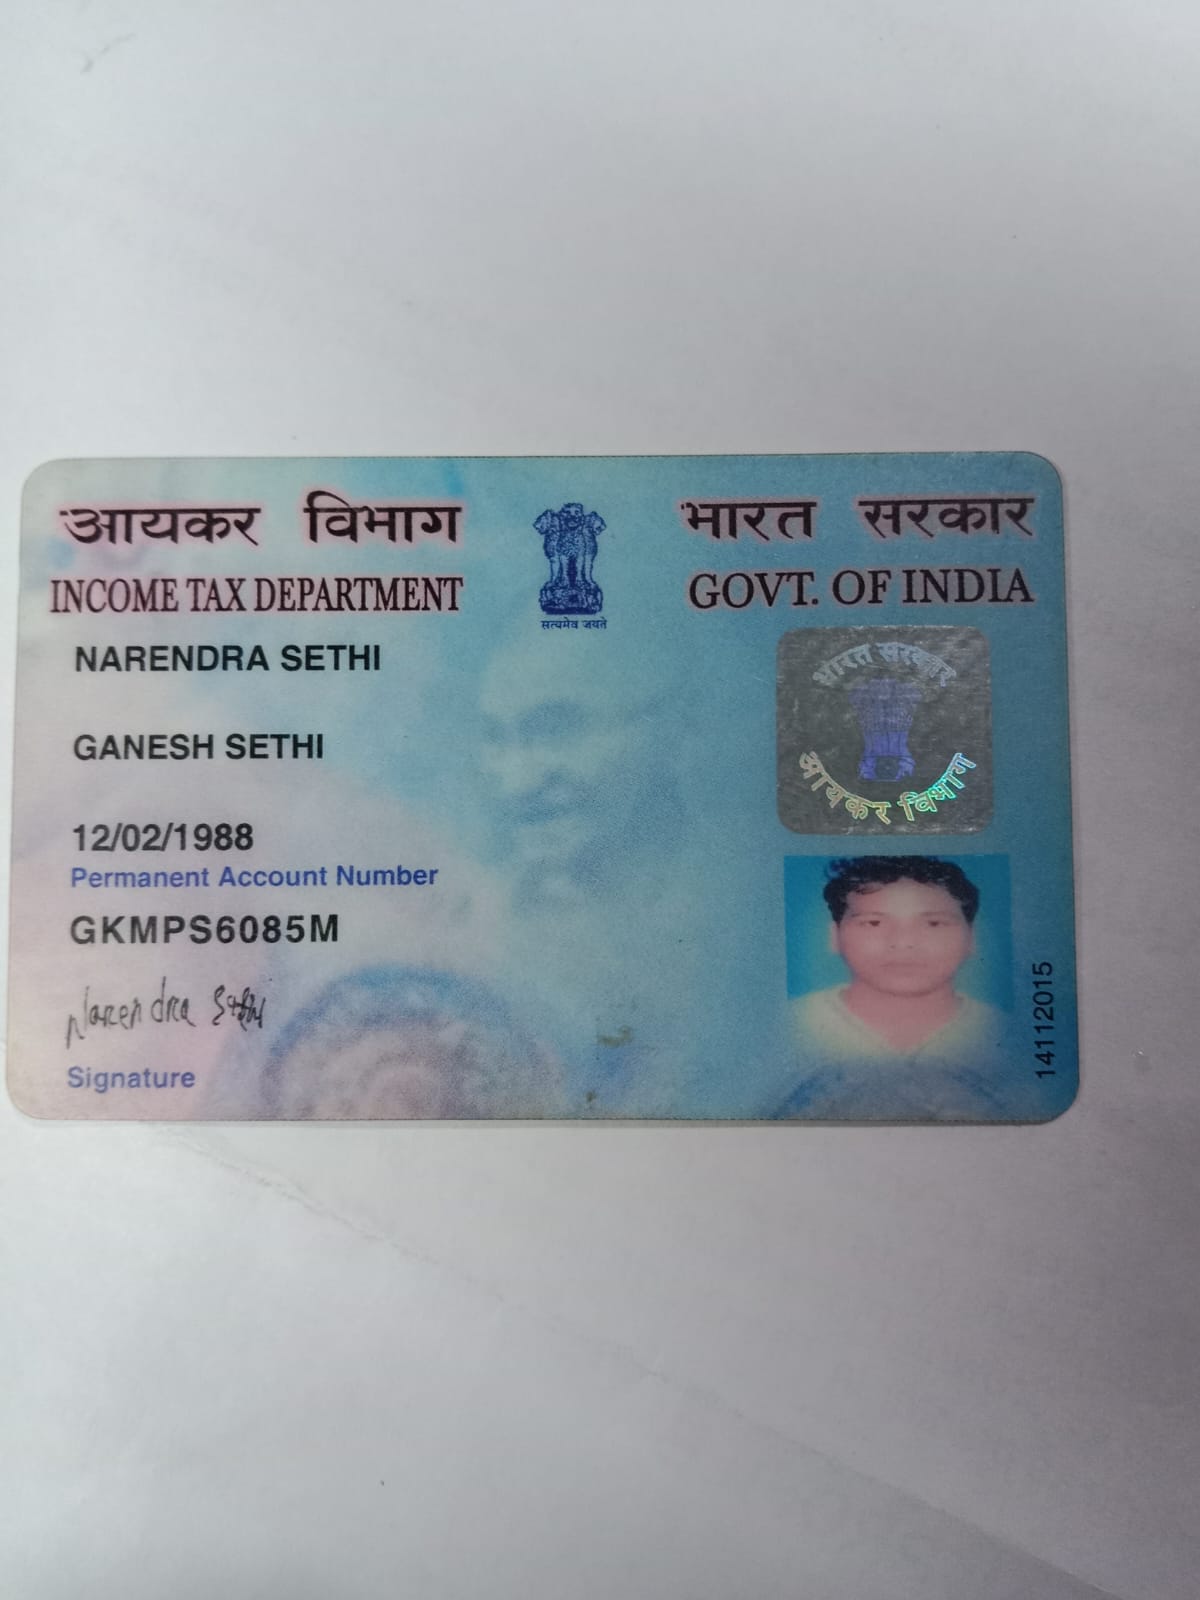 आयकर विभाग
INCOME TAX DEPARTMENT
सत्यमेव जयते
भारत सरकार
GOVT. OF INDIA
NARENDRA SETHI
GANESH SETHI
12/02/1988
Permanent Account Number
GKMPS6085M
Narendra Sethi
Signature
भारत सरकार
आयकर विभाग
14112015